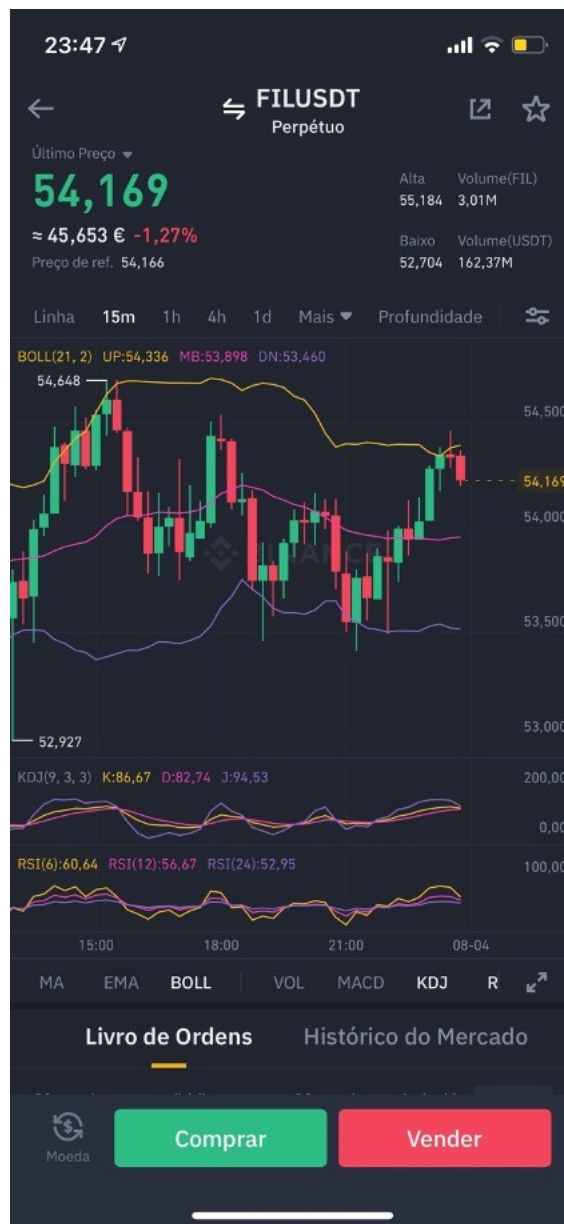 23:47
FILUSDT
Perpétuo
Último Preço
54,169
≈ 45,653 € -1,27%
Preço de ref. 54,166
Alta Volume(FIL)
55,184 3,01M
Baixo Volume(USDT)
52,704 162,37M
Linha 15m 1h 4h 1d Mais Profundidade
BOLL(21, 2) UP:54,336 MB:53,898 DN:53,460
54,648
54,500
54,169
54,000
BINANCE
53,500
53,000
52,927
KDJ(9, 3, 3) K:86,67 D:82,74 J:94,53
200,00
0,00
RSI(6):60,64 RSI(12):56,67 RSI(24):52,95
100,00
15:00 18:00 21:00 08-04
MA EMA BOLL VOL MACD KDJ R
Livro de Ordens Histórico do Mercado
Moeda
Comprar
Vender